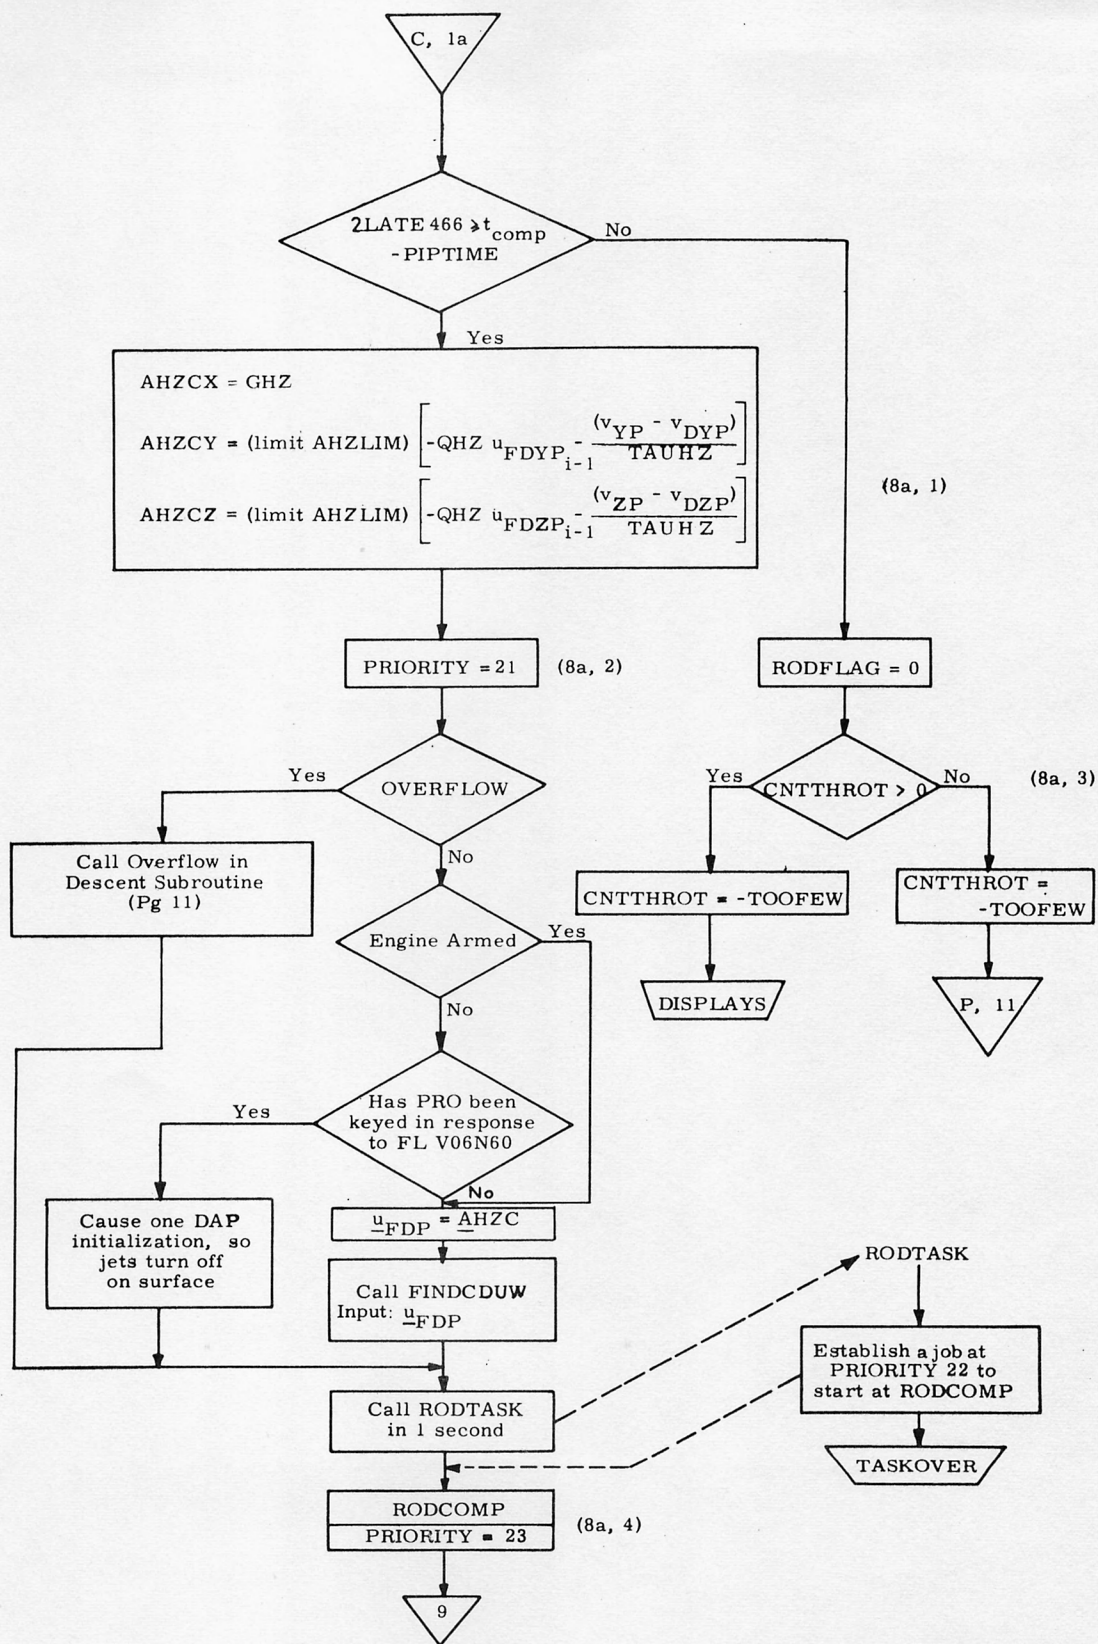 C, 1a
2LATE 466 ⩾ t_comp
- PIPTIME
No
Yes
AHZCX = GHZ
AHZCY = (limit AHZLIM) [-QHZ u_FDYP_i-1 - (v_YP - v_DYP) / TAUHZ]
AHZCZ = (limit AHZLIM) [-QHZ u_FDZP_i-1 - (v_ZP - v_DZP) / TAUHZ]
(8a, 1)
PRIORITY = 21
(8a, 2)
RODFLAG = 0
Yes
OVERFLOW
No
Yes
CNTTHROT > 0
No
(8a, 3)
Call Overflow in
Descent Subroutine
(Pg 11)
CNTTHROT = -TOOFEW
CNTTHROT =
-TOOFEW
Engine Armed
Yes
No
DISPLAYS
P, 11
Yes
Has PRO been
keyed in response
to FL V06N60
No
Cause one DAP
initialization, so
jets turn off
on surface
u_FDP = AHZC
Call FINDCDUW
Input: u_FDP
RODTASK
Establish a job at
PRIORITY 22 to
start at RODCOMP
Call RODTASK
in 1 second
TASKOVER
RODCOMP
PRIORITY = 23
(8a, 4)
9